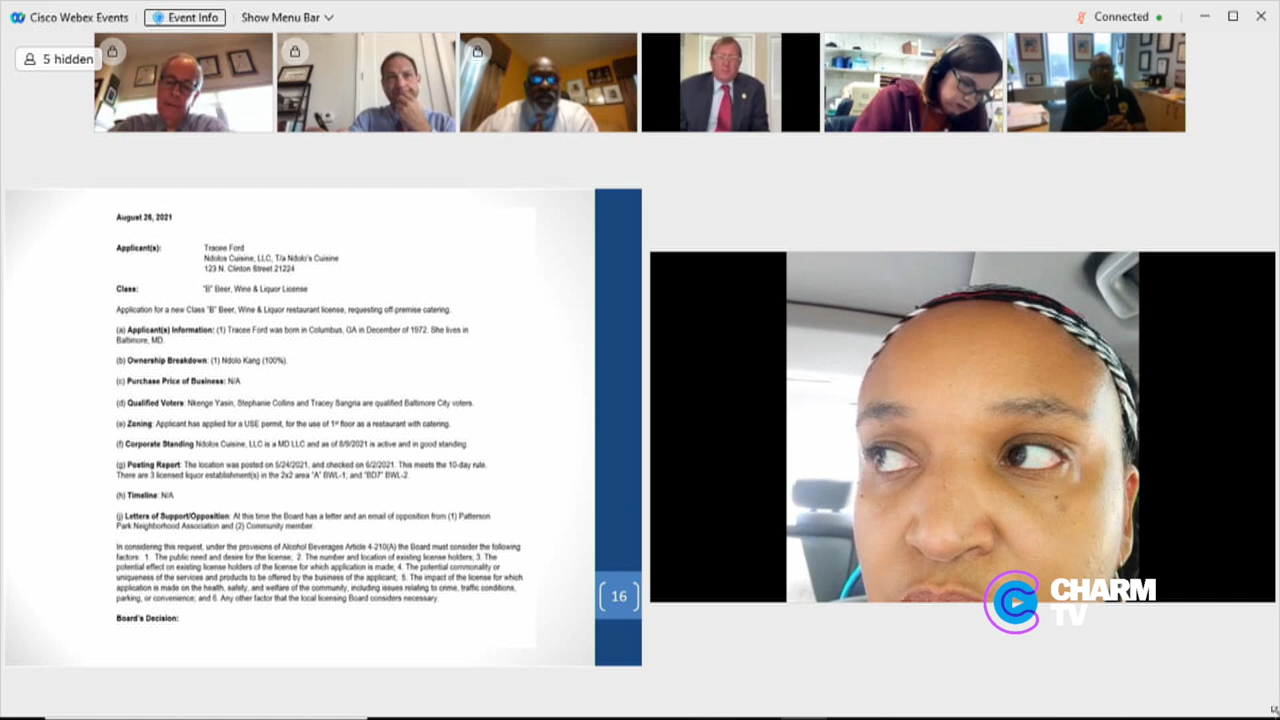 Cisco Webex Events
Event Info
Show Menu Bar
Connected
5 hidden
August 26, 2021
Applicant(s): Tracee Ford
Ndolos Cuisine, LLC, T/a Ndolo's Cuisine
123 N. Clinton Street 21224
Class: "B" Beer, Wine & Liquor License
Application for a new Class "B" Beer, Wine & Liquor restaurant license, requesting off-premise catering.
(a) Applicant(s) Information: (1) Tracee Ford was born in Columbus, GA in December of 1972. She lives in
Baltimore, MD.
(b) Ownership Breakdown: (1) Ndolo Kang (100%).
(c) Purchase Price of Business: N/A
(d) Qualified Voters: Nkenge Yasin, Stephanie Collins and Tracey Sangria are qualified Baltimore City voters.
(e) Zoning: Applicant has applied for a USE permit, for the use of 1st floor as a restaurant with catering.
(f) Corporate Standing Ndolos Cuisine, LLC is a MD LLC and as of 8/9/2021 is active and in good standing.
(g) Posting Report: The location was posted on 5/24/2021, and checked on 6/2/2021. This meets the 10-day rule.
There are 3 licensed liquor establishment(s) in the 2x2 area "A" BWL-1; and "BD7" BWL-2.
(h) Timeline: N/A
(j) Letters of Support/Opposition: At this time the Board has a letter and an email of opposition from (1) Patterson
Park Neighborhood Association and (2) Community member.
In considering this request, under the provisions of Alcohol Beverages Article 4-210(A) the Board must consider the following
factors: 1. The public need and desire for the license; 2. The number and location of existing license holders; 3. The
potential effect on existing license holders of the license for which application is made; 4. The potential commonality or
uniqueness of the services and products to be offered by the business of the applicant; 5. The impact of the license for which
application is made on the health, safety, and welfare of the community, including issues relating to crime, traffic conditions,
parking, or convenience; and 6. Any other factor that the local licensing Board considers necessary.
Board's Decision:
16
CHARM
TV